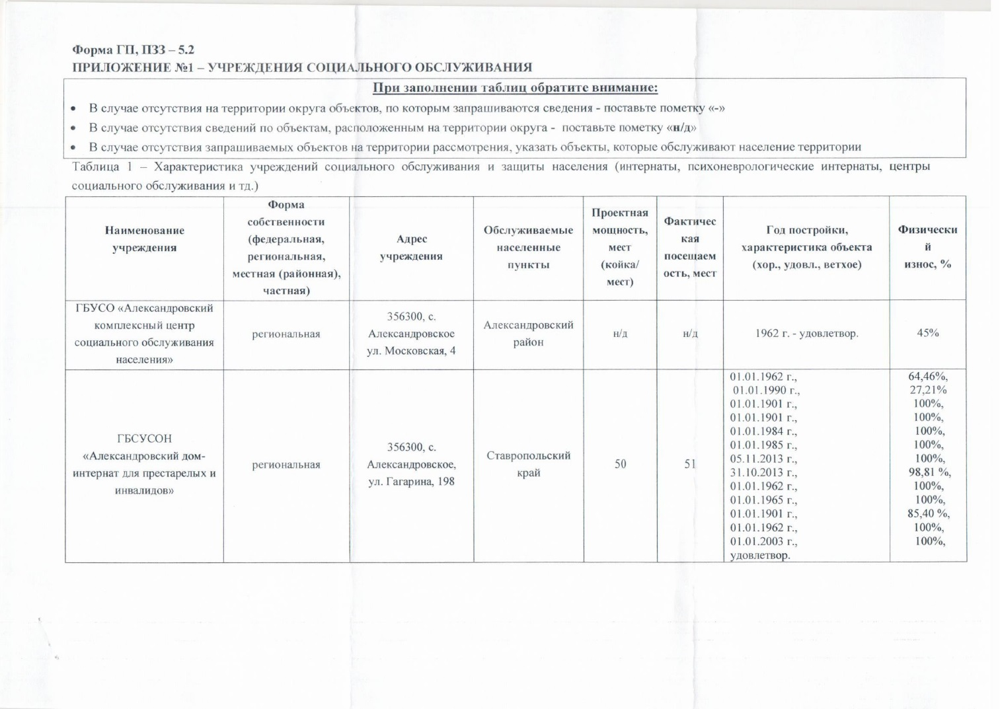 Форма ГП, ПЗЗ – 5.2
ПРИЛОЖЕНИЕ №1 – УЧРЕЖДЕНИЯ СОЦИАЛЬНОГО ОБСЛУЖИВАНИЯ
При заполнении таблиц обратите внимание:
• В случае отсутствия на территории округа объектов, по которым запрашиваются сведения - поставьте пометку «-»
• В случае отсутствия сведений по объектам, расположенным на территории округа - поставьте пометку «н/д»
• В случае отсутствия запрашиваемых объектов на территории рассмотрения, указать объекты, которые обслуживают население территории
Таблица 1 – Характеристика учреждений социального обслуживания и защиты населения (интернаты, психоневрологические интернаты, центры
социального обслуживания и тд.)
Наименование
учреждения
Форма
собственности
(федеральная,
региональная,
местная (районная),
частная)
Адрес
учреждения
Обслуживаемые
населенные
пункты
Проектная
мощность,
мест
(койка/
мест)
Фактичес
кая
посещаем
ость, мест
Год постройки,
характеристика объекта
(хор., удовл., ветхое)
Физически
й
износ, %
ГБУСО «Александровский
комплексный центр
социального обслуживания
населения»
региональная
356300, с.
Александровское
ул. Московская, 4
Александровский
район
н/д
н/д
1962 г. - удовлетвор.
45%
ГБСУСОН
«Александровский дом-
интернат для престарелых и
инвалидов»
региональная
356300, с.
Александровское,
ул. Гагарина, 198
Ставропольский
край
50
51
01.01.1962 г.,
01.01.1990 г.,
01.01.1901 г.,
01.01.1901 г.,
01.01.1984 г.,
01.01.1985 г.,
05.11.2013 г.,
31.10.2013 г.,
01.01.1962 г.,
01.01.1965 г.,
01.01.1901 г.,
01.01.1962 г.,
01.01.2003 г.,
удовлетвор.
64,46%,
27,21%
100%,
100%,
100%,
100%,
100%,
98,81 %,
100%,
100%,
85,40 %,
100%,
100%,